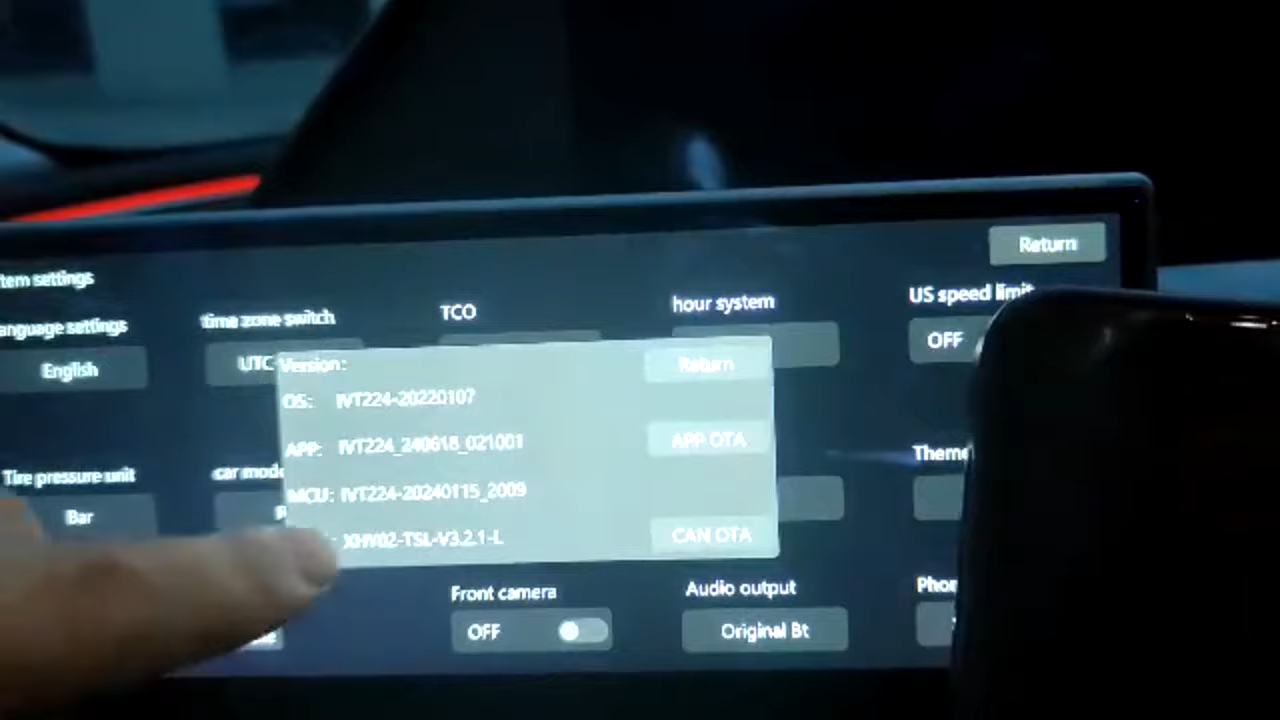 Return
tem settings
anguage settings
time zone switch
TCO
hour system
US speed limit
English
UTC
OFF
Version:
Return
OS: IVT224-20220107
APP: IVT224_240618_021001
APP OTA
MCU: IVT224-20240115_2009
: XHY02-TSL-V3.2.1-L
CAN OTA
Tire pressure unit
car mode
Theme
Bar
Front camera
Audio output
Phon
OFF
Original Bt